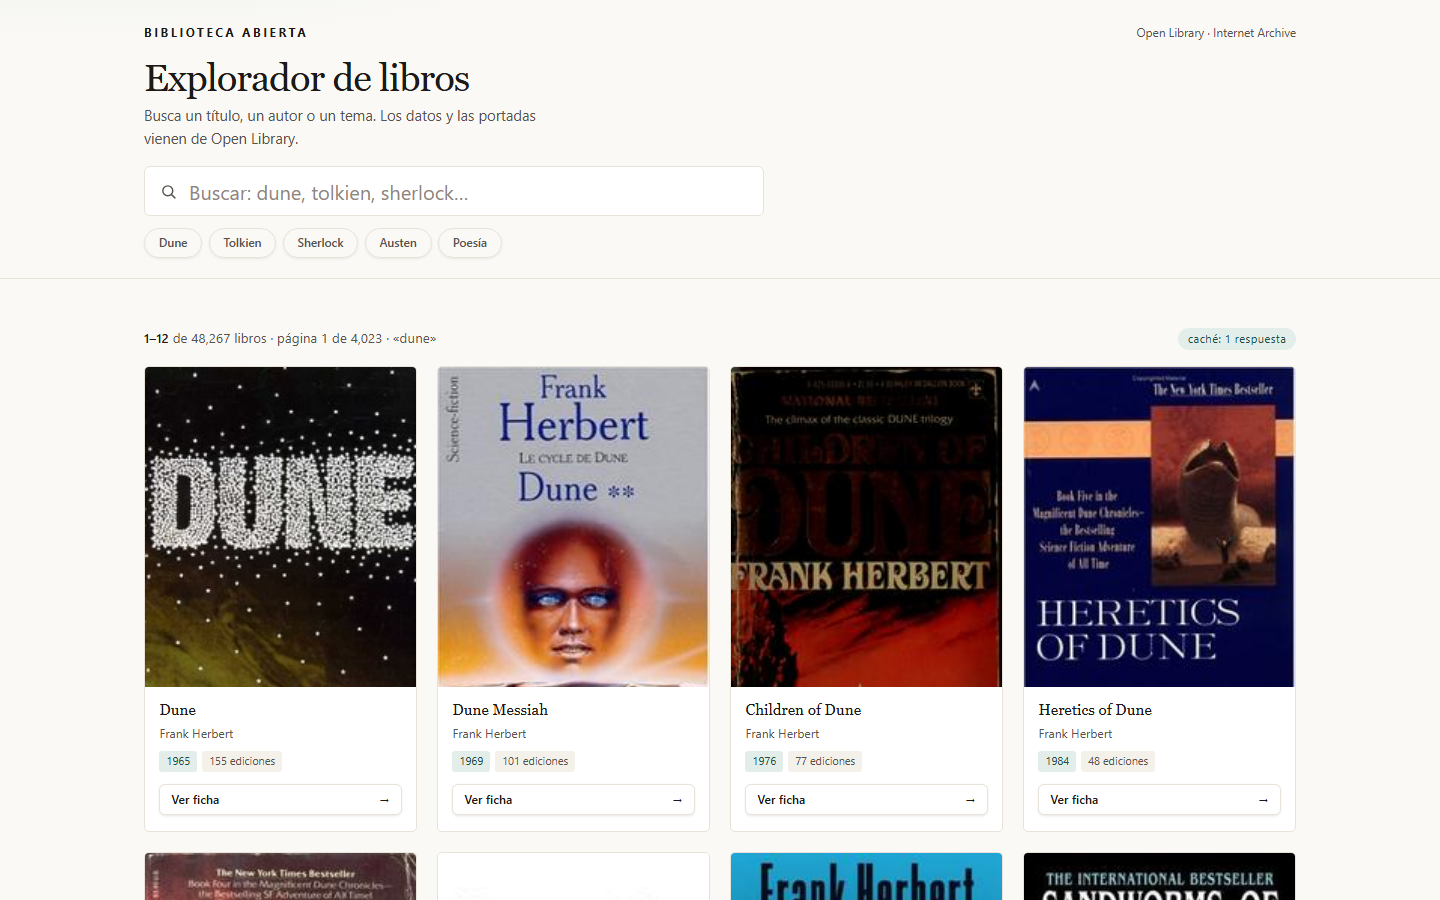 BIBLIOTECA ABIERTA
Open Library · Internet Archive
Explorador de libros
Busca un título, un autor o un tema. Los datos y las portadas
vienen de Open Library.
Buscar: dune, tolkien, sherlock...
Dune
Tolkien
Sherlock
Austen
Poesía
1–12 de 48,267 libros · página 1 de 4,023 · «dune»
caché: 1 respuesta
DUNE
Science-fiction
Frank
Herbert
LE CYCLE DE DUNE
Dune **
The climax of the classic DUNE trilogy
CHILDREN OF
DUNE
FRANK HERBERT
Copyrighted Material
The New York Times Bestseller
Book Five in the
Magnificent Dune Chronicles—
the Bestselling
Science Fiction Adventure
of All Time
HERETICS
OF DUNE
Dune
Frank Herbert
1965
155 ediciones
Ver ficha →
Dune Messiah
Frank Herbert
1969
101 ediciones
Ver ficha →
Children of Dune
Frank Herbert
1976
77 ediciones
Ver ficha →
Heretics of Dune
Frank Herbert
1984
48 ediciones
Ver ficha →
The New York Times Bestseller
Book Four in the Magnificent Dune Chronicles—
the Bestselling SF Adventure of All Time!
Frank Herbert
THE INTERNATIONAL BESTSELLER
SANDWORMS OF